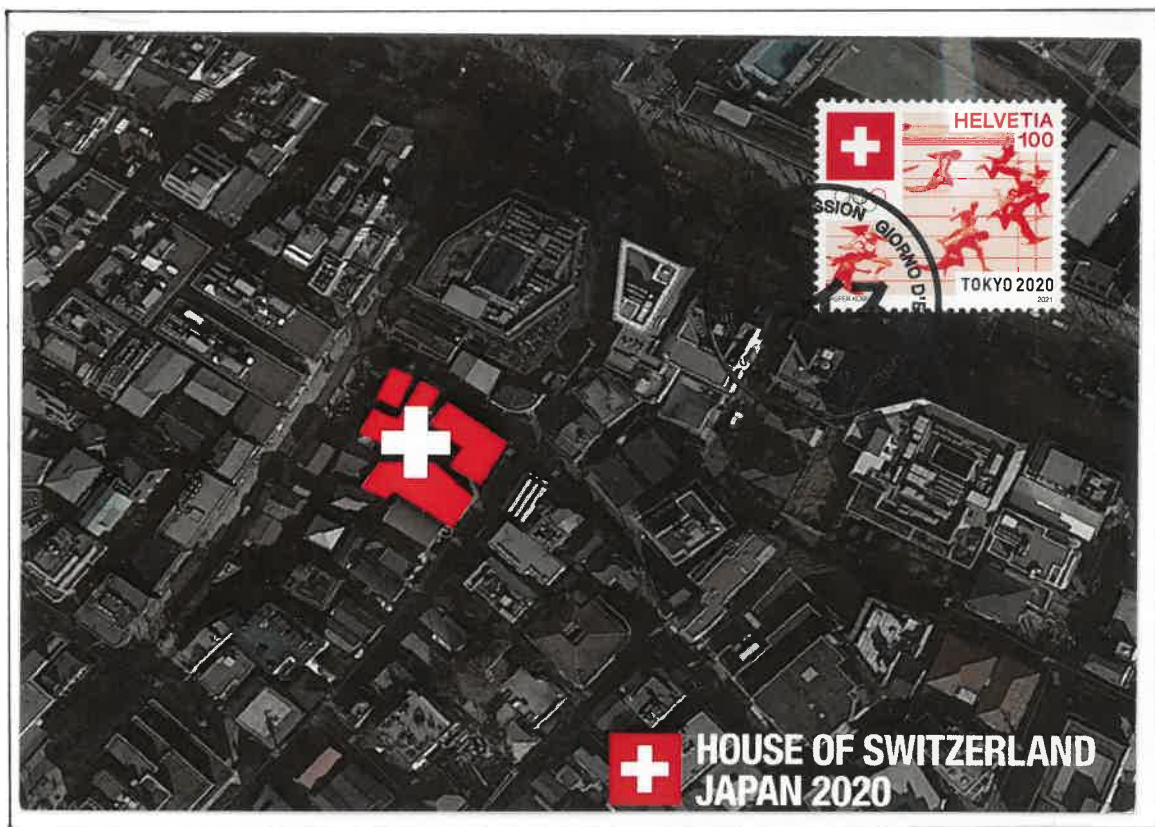 HELVETIA
100
SSION GIORNO D'E
TOKYO 2020
2021
HOUSE OF SWITZERLAND
JAPAN 2020